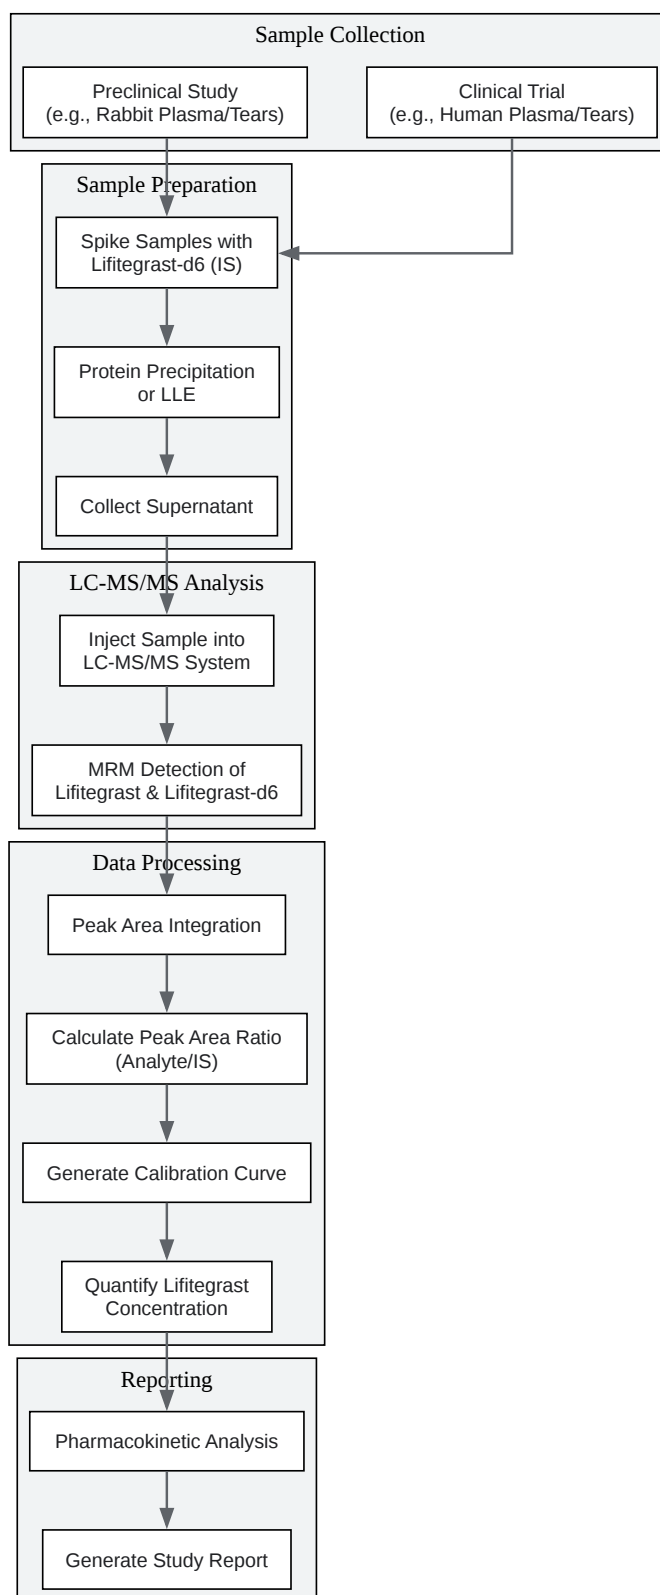 Sample Collection
Preclinical Study
(e.g., Rabbit Plasma/Tears)
Clinical Trial
(e.g., Human Plasma/Tears)
Sample Preparation
Spike Samples with
Lifitegrast-d6 (IS)
Protein Precipitation
or LLE
Collect Supernatant
LC-MS/MS Analysis
Inject Sample into
LC-MS/MS System
MRM Detection of
Lifitegrast & Lifitegrast-d6
Data Processing
Peak Area Integration
Calculate Peak Area Ratio
(Analyte/IS)
Generate Calibration Curve
Quantify Lifitegrast
Concentration
Reporting
Pharmacokinetic Analysis
Generate Study Report